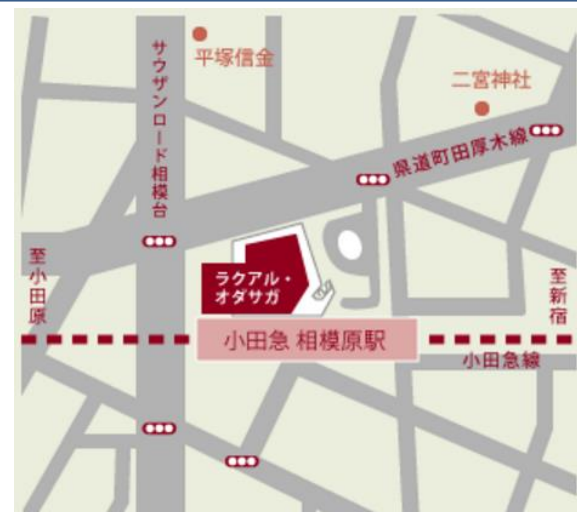 平塚信金
サウザンロード相模台
二宮神社
県道町田厚木線
至小田原
ラクアル・
オダサガ
至新宿
小田急 相模原駅
小田急線